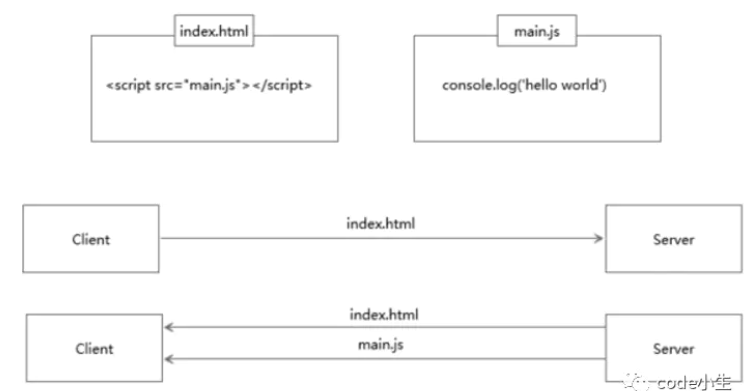 index.html
main.js
<script src="main.js"></script>
console.log('hello world')
index.html
Client
Server
index.html
main.js
Client
Server
code小生